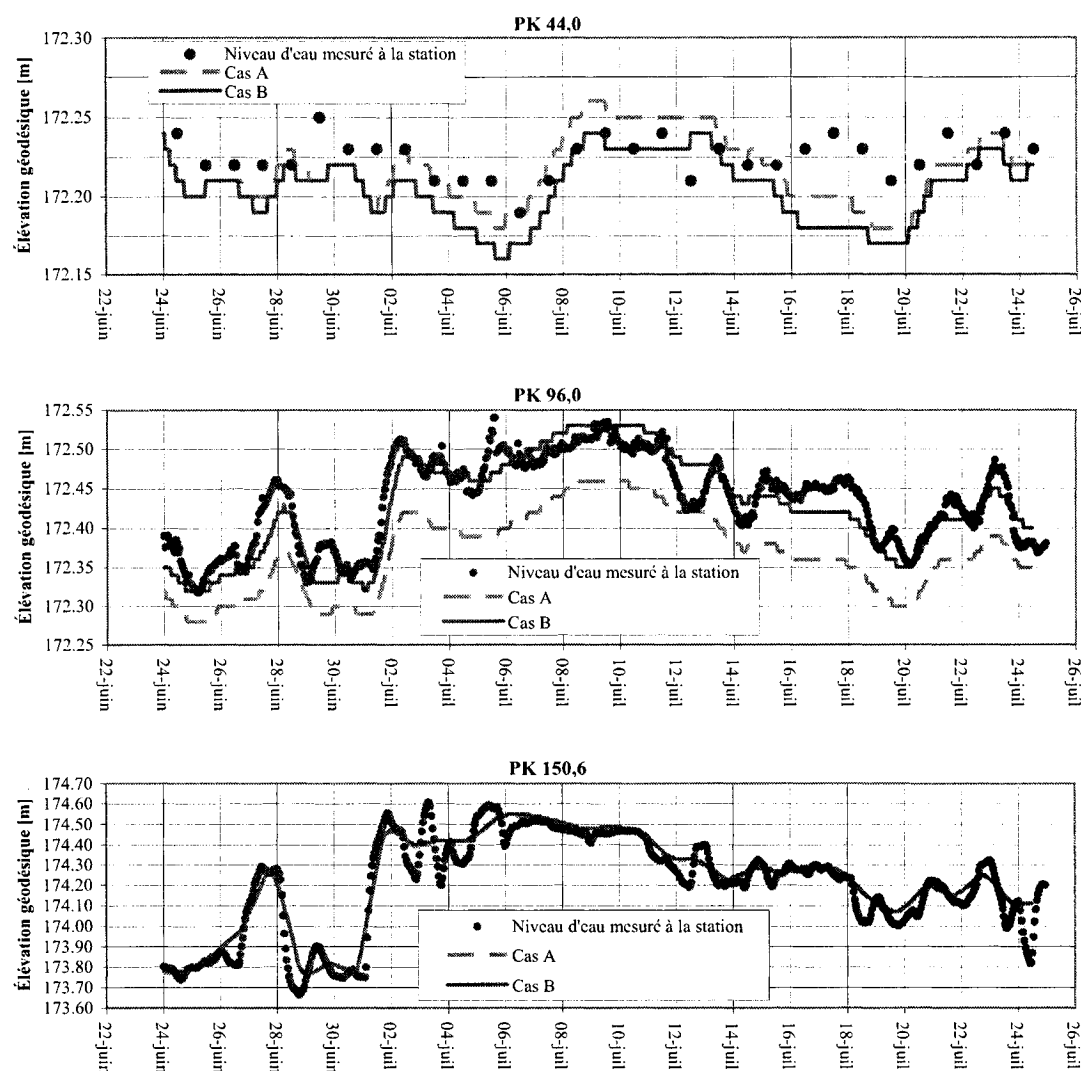 PK 44,0
Élévation géodésique [m]
172.30
172.25
172.20
172.15
Niveau d'eau mesuré à la station
Cas A
Cas B
22-juin
24-juin
26-juin
28-juin
30-juin
02-juil
04-juil
06-juil
08-juil
10-juil
12-juil
14-juil
16-juil
18-juil
20-juil
22-juil
24-juil
26-juil
PK 96,0
Élévation géodésique [m]
172.55
172.50
172.45
172.40
172.35
172.30
172.25
Niveau d'eau mesuré à la station
Cas A
Cas B
22-juin
24-juin
26-juin
28-juin
30-juin
02-juil
04-juil
06-juil
08-juil
10-juil
12-juil
14-juil
16-juil
18-juil
20-juil
22-juil
24-juil
26-juil
PK 150,6
Élévation géodésique [m]
174.70
174.60
174.50
174.40
174.30
174.20
174.10
174.00
173.90
173.80
173.70
173.60
Niveau d'eau mesuré à la station
Cas A
Cas B
22-juin
24-juin
26-juin
28-juin
30-juin
02-juil
04-juil
06-juil
08-juil
10-juil
12-juil
14-juil
16-juil
18-juil
20-juil
22-juil
24-juil
26-juil